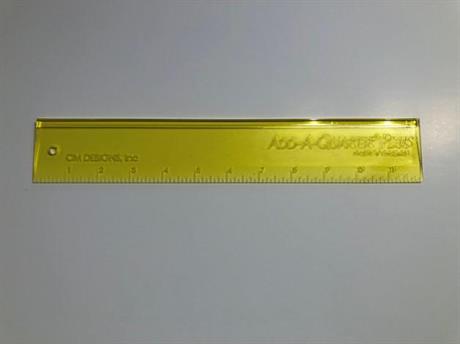 ADD-A-QUARTER PLUS
CM DESIGNS, Inc
1 2 3 4 5 6 7 8 9 10 11